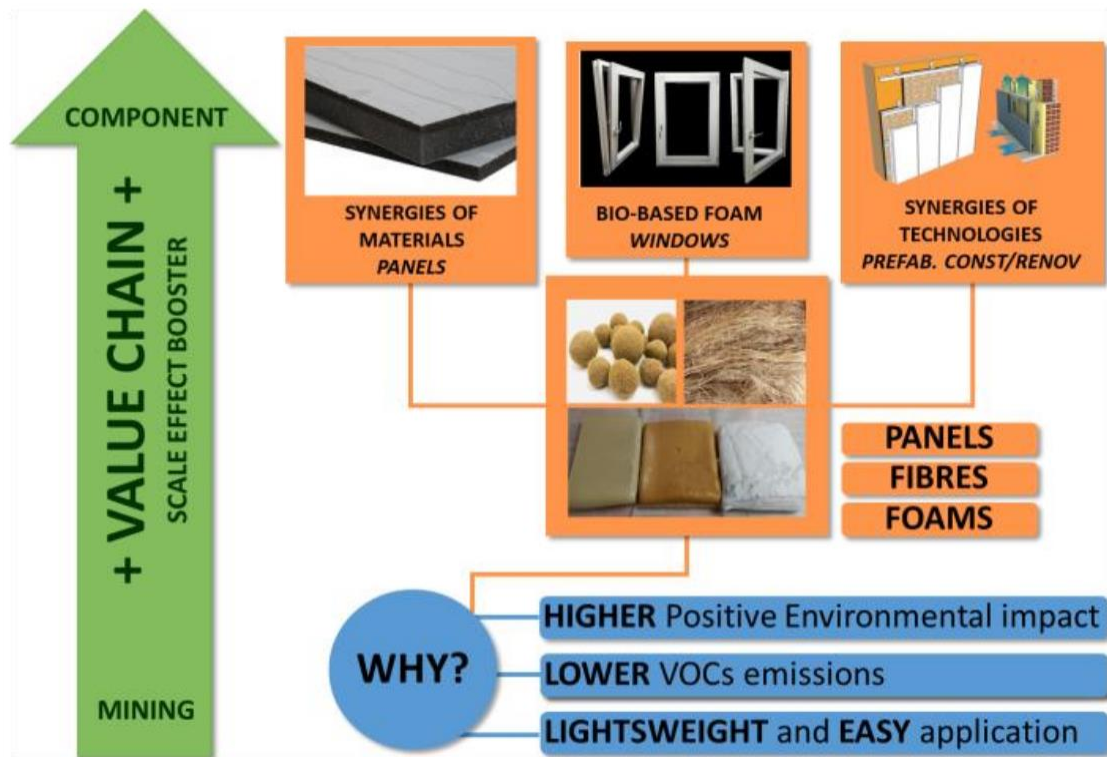 COMPONENT
+ VALUE CHAIN +
SCALE EFFECT BOOSTER
MINING
SYNERGIES OF
MATERIALS
PANELS
BIO-BASED FOAM
WINDOWS
SYNERGIES OF
TECHNOLOGIES
PREFAB. CONST/RENOV
PANELS
FIBRES
FOAMS
WHY?
HIGHER Positive Environmental impact
LOWER VOCs emissions
LIGHTSWEIGHT and EASY application